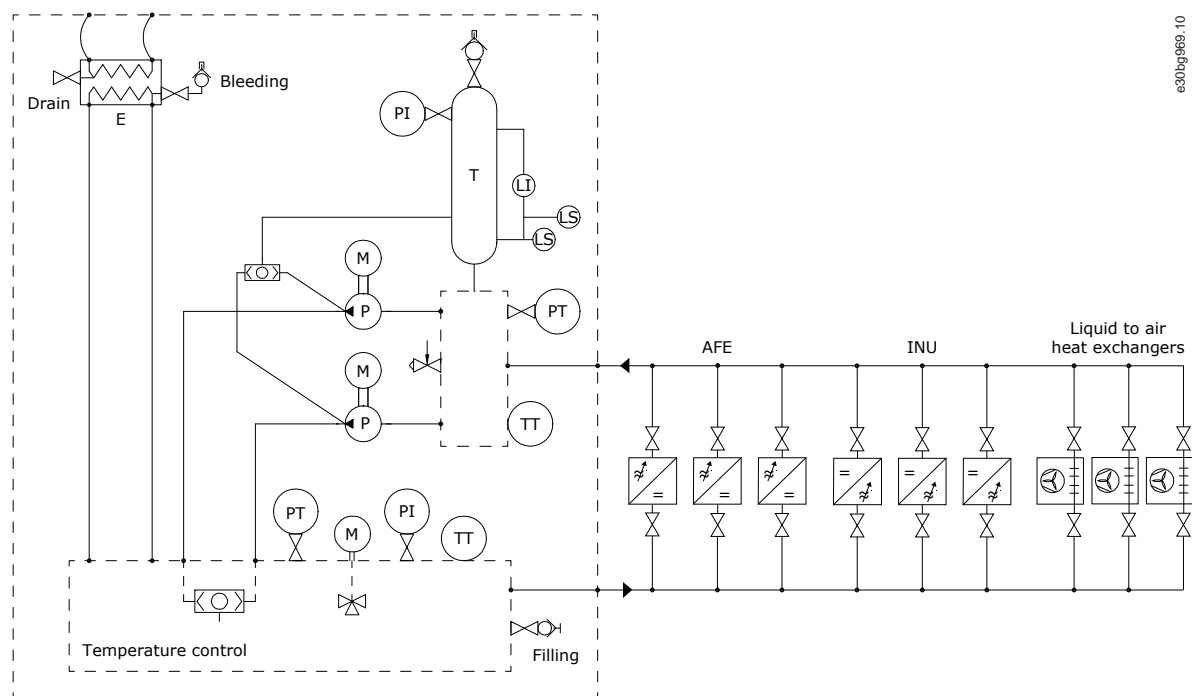 e30bg969.10
Bleeding
Drain
E
PI
T
LI
LS
LS
M
P
PT
Liquid to air
heat exchangers
AFE
INU
M
P
TT
PT
M
PI
TT
Temperature control
Filling